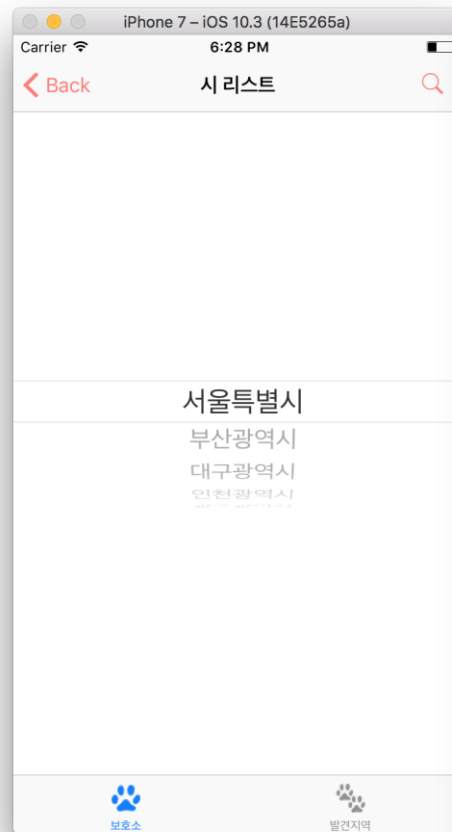 iPhone 7 – iOS 10.3 (14E5265a)
Carrier 6:28 PM
Back 시 리스트
서울특별시
부산광역시
대구광역시
인천광역시
보호소 발견지역